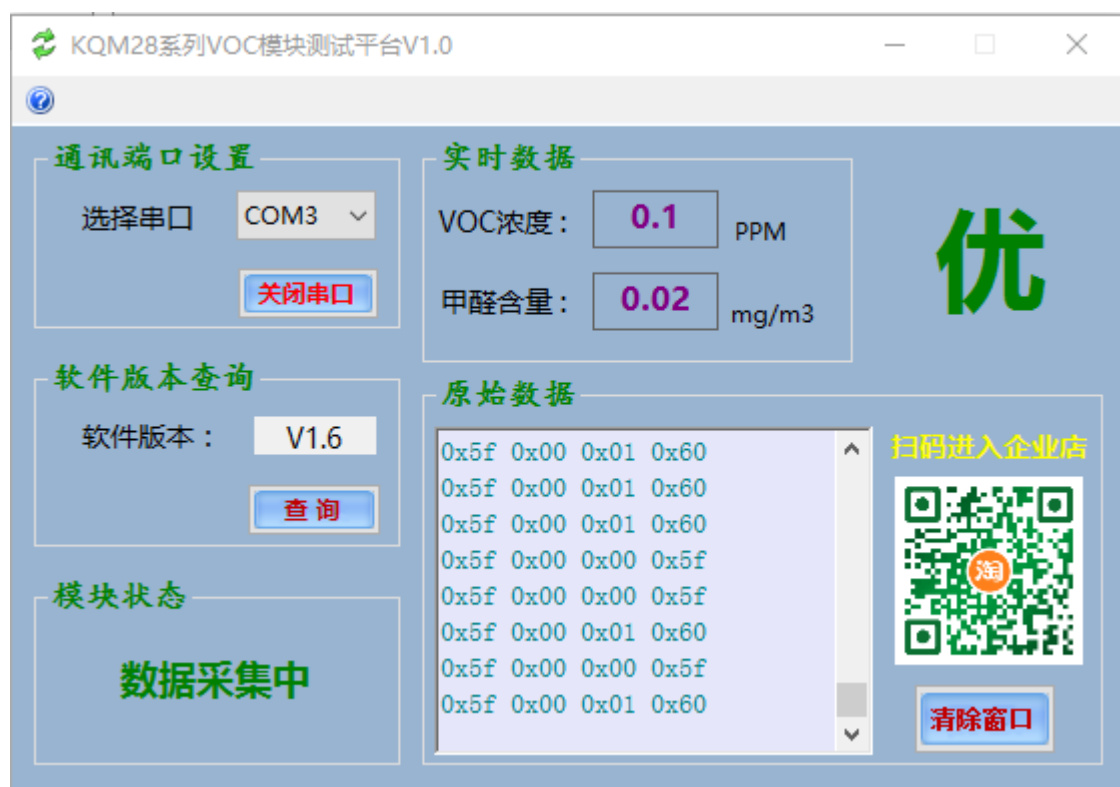 KQM28系列VOC模块测试平台V1.0
通讯端口设置
选择串口 COM3
关闭串口
软件版本查询
软件版本： V1.6
查询
模块状态
数据采集中
实时数据
VOC浓度： 0.1 PPM
甲醛含量： 0.02 mg/m3
优
原始数据
0x5f 0x00 0x01 0x60
0x5f 0x00 0x01 0x60
0x5f 0x00 0x01 0x60
0x5f 0x00 0x00 0x5f
0x5f 0x00 0x00 0x5f
0x5f 0x00 0x01 0x60
0x5f 0x00 0x00 0x5f
0x5f 0x00 0x01 0x60
扫码进入企业店
淘
清除窗口